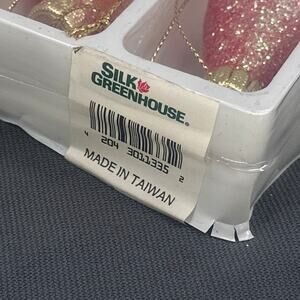 SILK
GREENHOUSE®
4 204 3011335 2
MADE IN TAIWAN